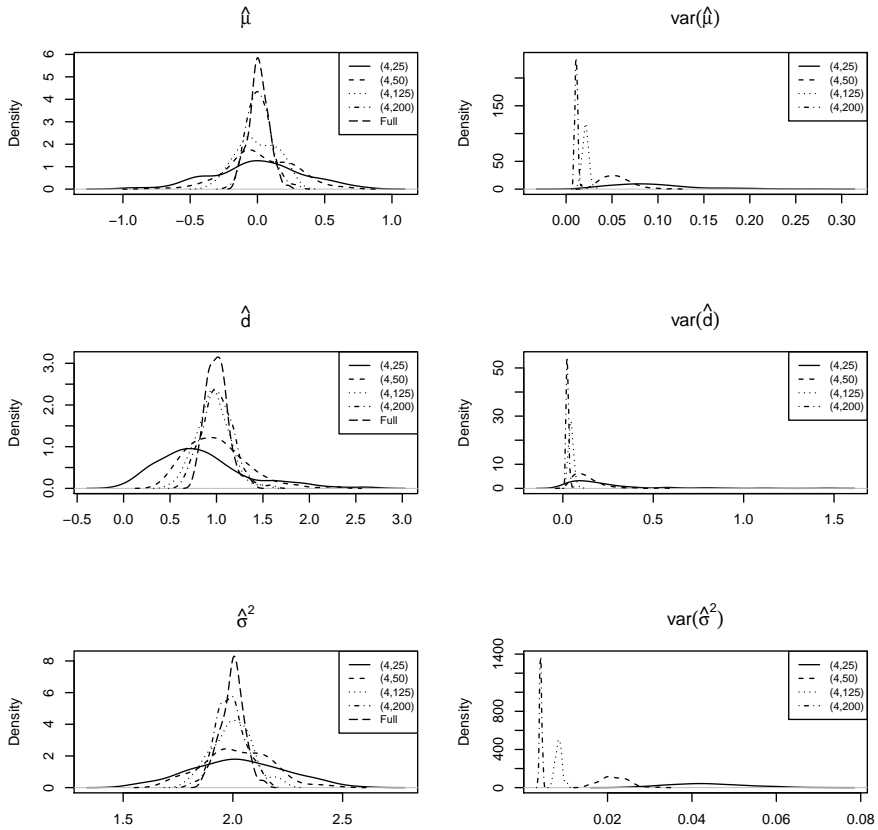 μ̂
Density
0 1 2 3 4 5 6
−1.0 −0.5 0.0 0.5 1.0
(4,25)
(4,50)
(4,125)
(4,200)
Full
var(μ̂)
Density
0 50 150
0.00 0.05 0.10 0.15 0.20 0.25 0.30
(4,25)
(4,50)
(4,125)
(4,200)
d̂
Density
0.0 1.0 2.0 3.0
−0.5 0.0 0.5 1.0 1.5 2.0 2.5 3.0
(4,25)
(4,50)
(4,125)
(4,200)
Full
var(d̂)
Density
0 10 30 50
0.0 0.5 1.0 1.5
(4,25)
(4,50)
(4,125)
(4,200)
σ̂²
Density
0 2 4 6 8
1.5 2.0 2.5
(4,25)
(4,50)
(4,125)
(4,200)
Full
var(σ̂²)
Density
0 400 800 1400
0.02 0.04 0.06 0.08
(4,25)
(4,50)
(4,125)
(4,200)